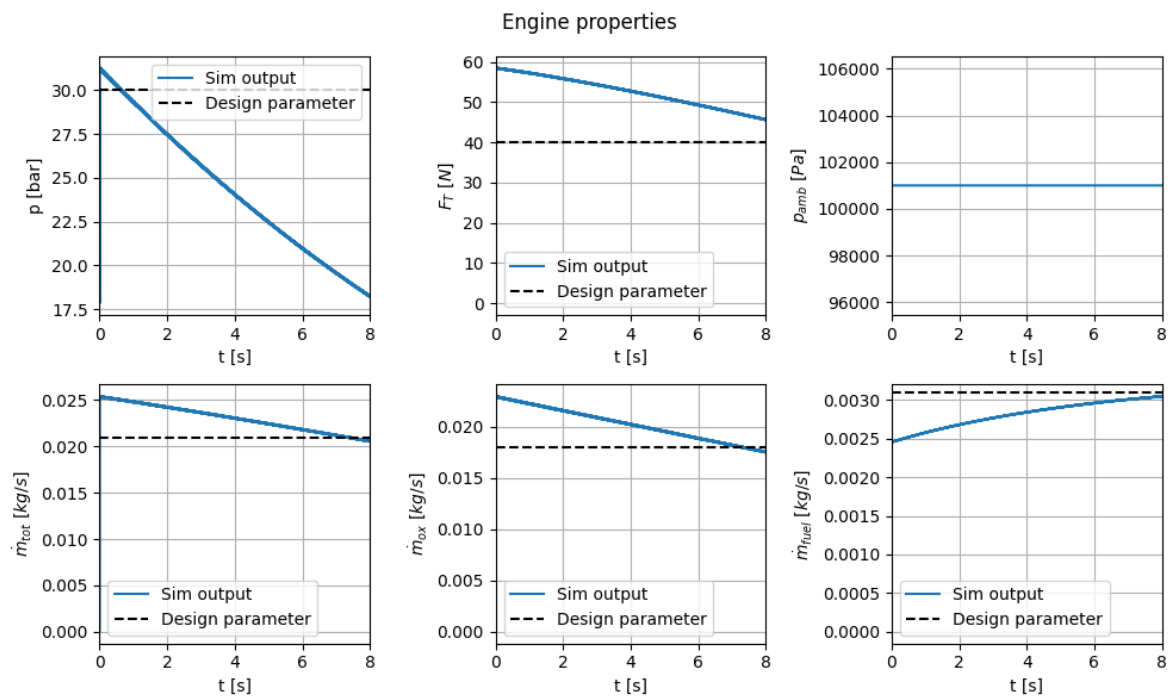 Engine properties
p [bar]
30.0
27.5
25.0
22.5
20.0
17.5
Sim output
Design parameter
0 2 4 6 8
t [s]
F_T [N]
60
50
40
30
20
10
0
Sim output
Design parameter
0 2 4 6 8
t [s]
p_amb [Pa]
106000
104000
102000
100000
98000
96000
0 2 4 6 8
t [s]
ṁ_tot [kg/s]
0.025
0.020
0.015
0.010
0.005
0.000
Sim output
Design parameter
0 2 4 6 8
t [s]
ṁ_ox [kg/s]
0.020
0.015
0.010
0.005
0.000
Sim output
Design parameter
0 2 4 6 8
t [s]
ṁ_fuel [kg/s]
0.0030
0.0025
0.0020
0.0015
0.0010
0.0005
0.0000
Sim output
Design parameter
0 2 4 6 8
t [s]